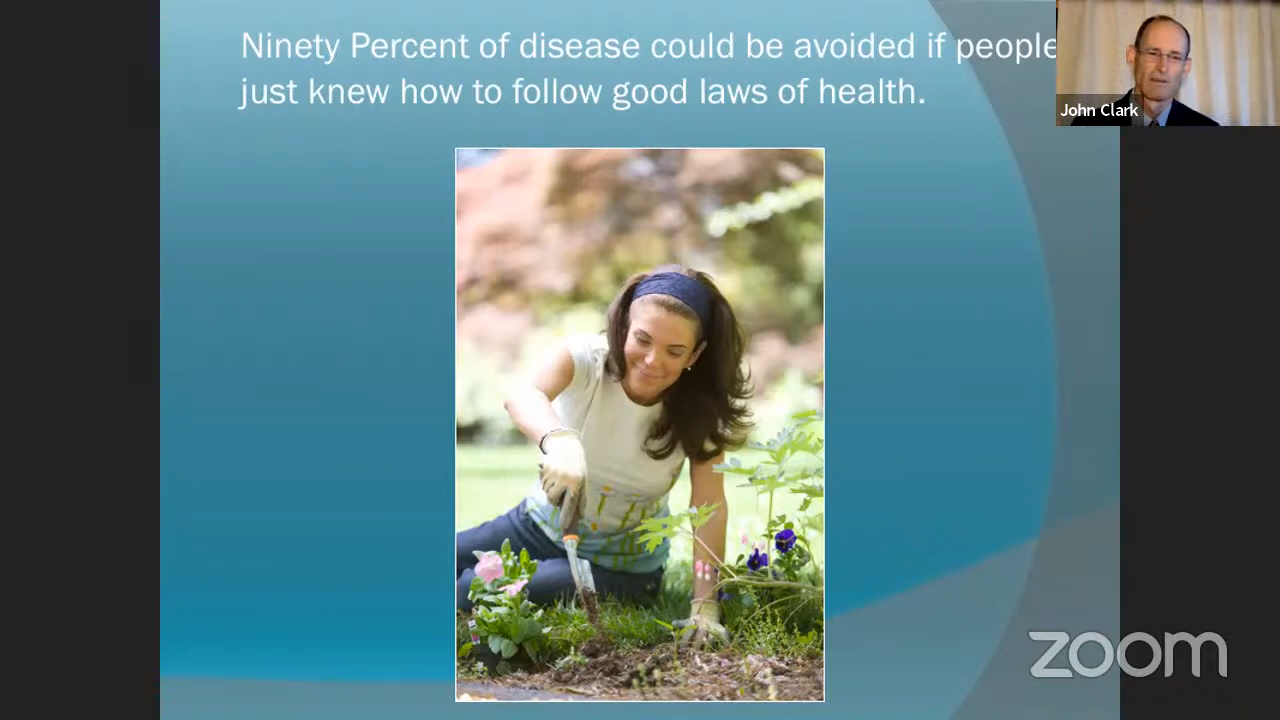 Ninety Percent of disease could be avoided if people
just knew how to follow good laws of health.
John Clark
zoom